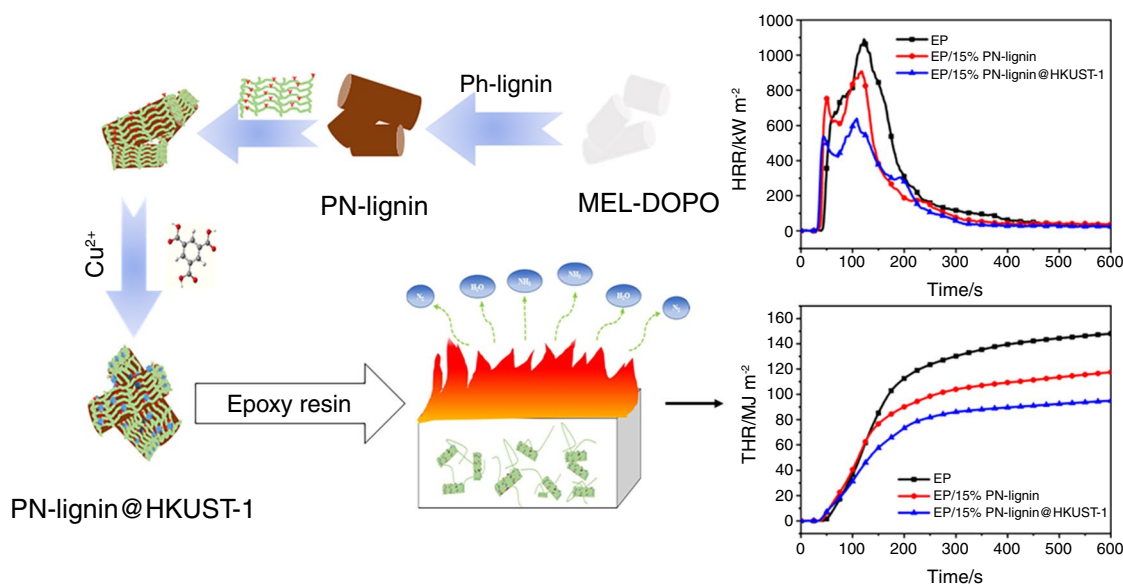 Ph-lignin
PN-lignin
MEL-DOPO
Cu²⁺
N₂
H₂O
NH₃
NH₃
H₂O
N₂
Epoxy resin
PN-lignin@HKUST-1
HRR/kW m⁻²
1000
1000
800
600
400
200
0
EP
EP/15% PN-lignin
EP/15% PN-lignin@HKUST-1
0 100 200 300 400 500 600
Time/s
THR/MJ m⁻²
160
140
120
100
80
60
40
20
0
EP
EP/15% PN-lignin
EP/15% PN-lignin@HKUST-1
0 100 200 300 400 500 600
Time/s